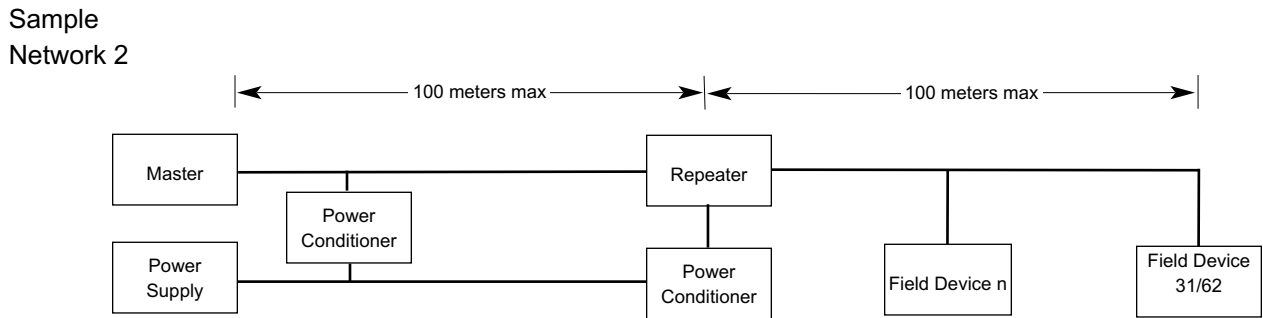 Sample
Network 2
100 meters max
100 meters max
Master
Repeater
Power
Conditioner
Power
Supply
Power
Conditioner
Field Device n
Field Device
31/62